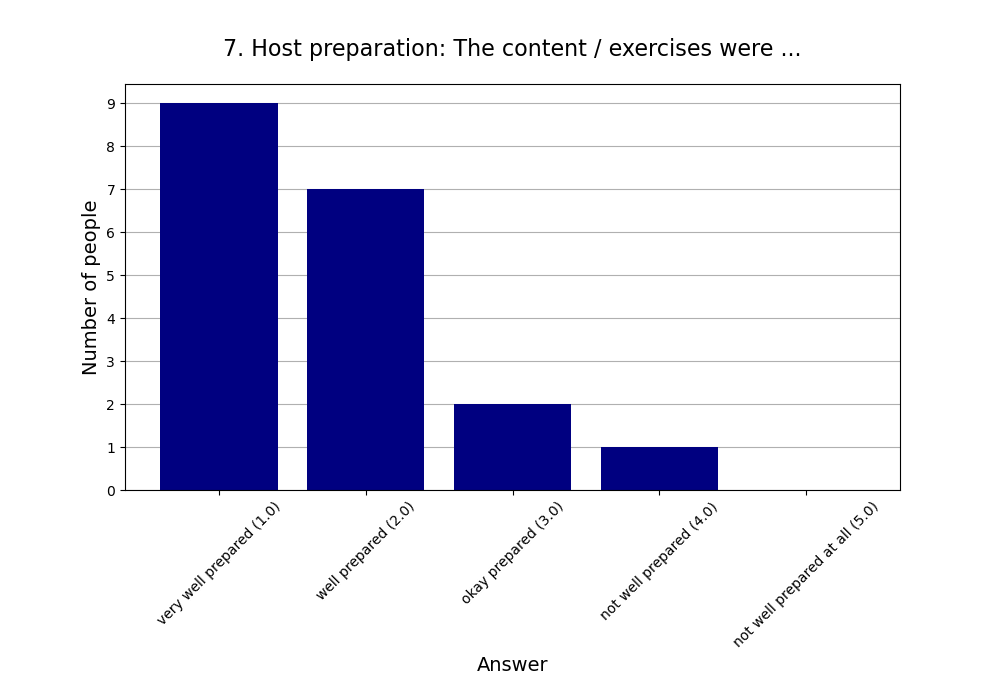 7. Host preparation: The content / exercises were ...
Number of people
9
8
7
6
5
4
3
2
1
0
very well prepared (1.0)
well prepared (2.0)
okay prepared (3.0)
not well prepared (4.0)
not well prepared at all (5.0)
Answer